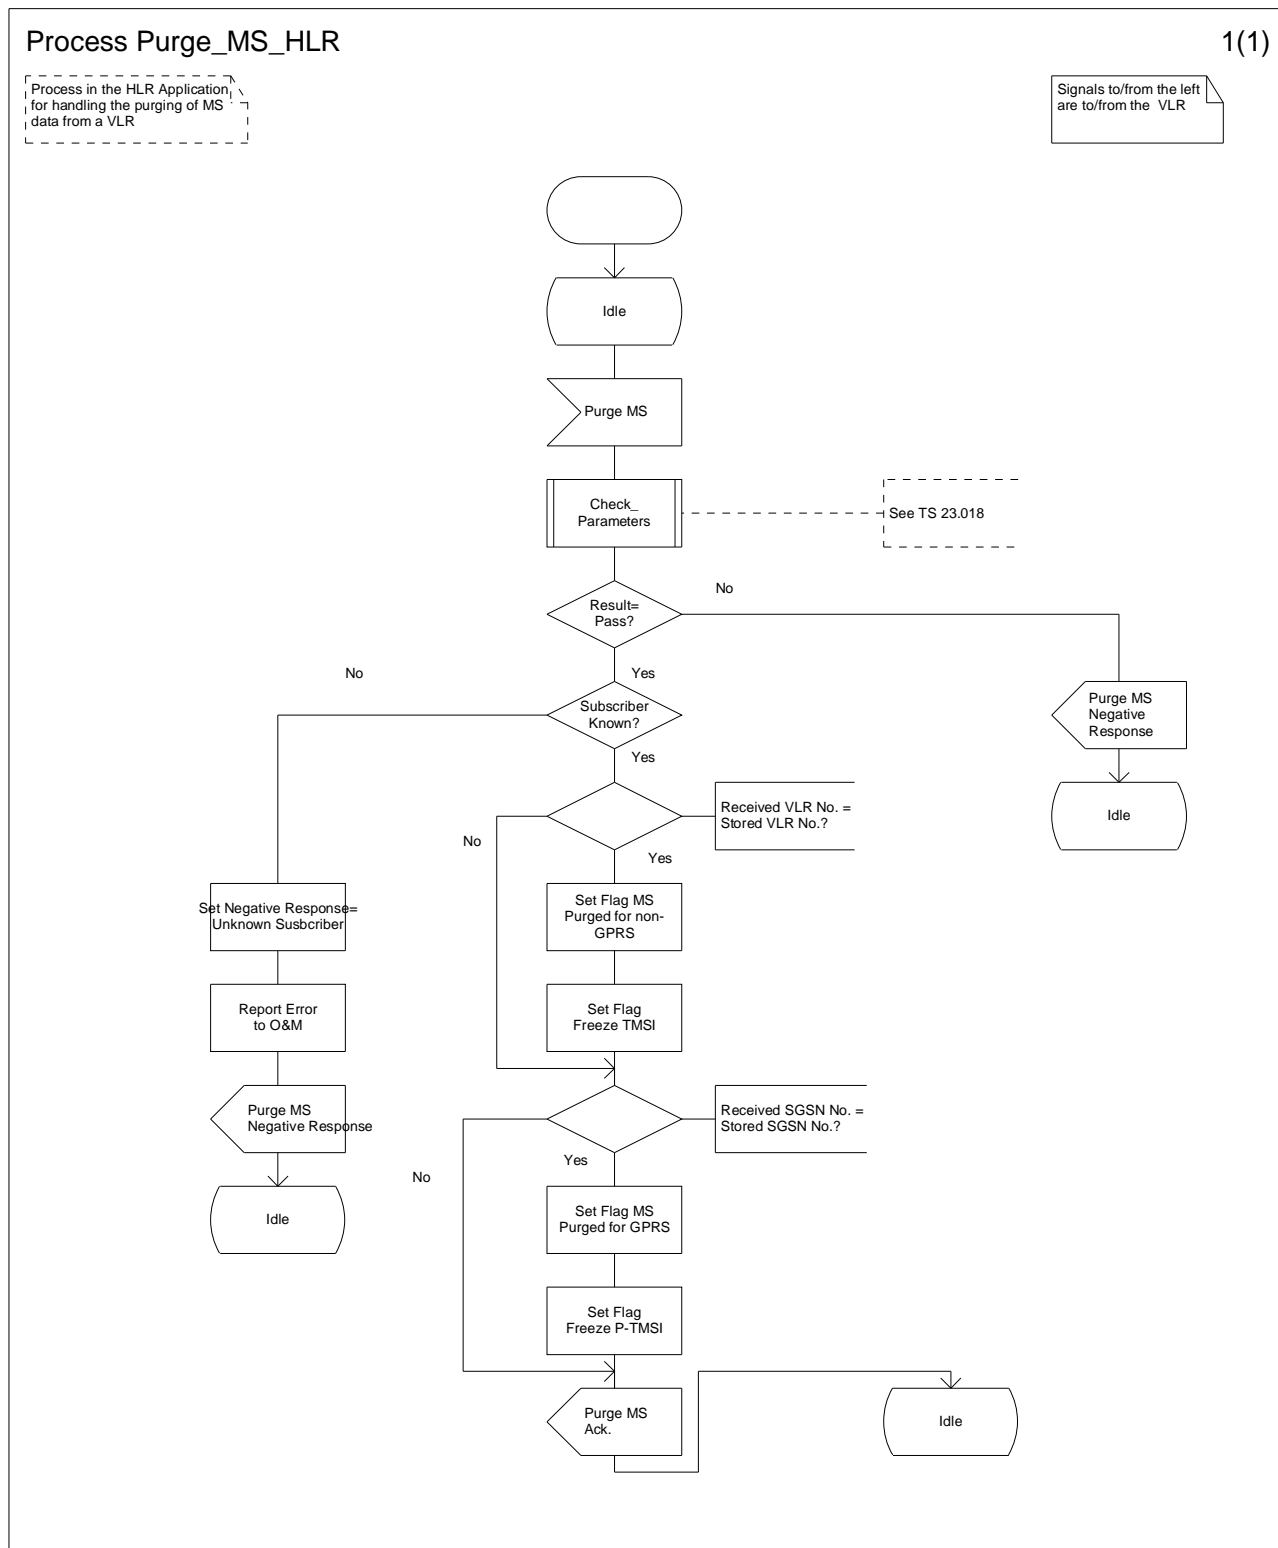 Process Purge_MS_HLR
1(1)
Process in the HLR Application
for handling the purging of MS
data from a VLR
Signals to/from the left
are to/from the VLR
Idle
Purge MS
Check_
Parameters
See TS 23.018
Result=
Pass?
No
Yes
No
Subscriber
Known?
Purge MS
Negative
Response
Yes
Idle
Received VLR No. =
Stored VLR No.?
No
Yes
Set Negative Response=
Unknown Susbcriber
Set Flag MS
Purged for non-
GPRS
Report Error
to O&M
Set Flag
Freeze TMSI
Purge MS
Negative Response
Received SGSN No. =
Stored SGSN No.?
Yes
No
Idle
Set Flag MS
Purged for GPRS
Set Flag
Freeze P-TMSI
Purge MS
Ack.
Idle